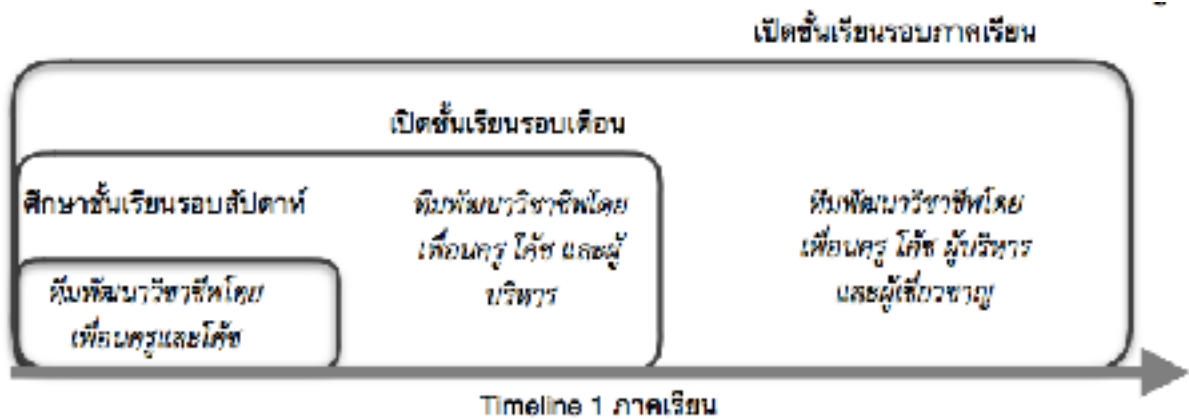 เปิดชั้นเรียนรอบภาคเรียน
เปิดชั้นเรียนรอบเดือน
ศึกษาชั้นเรียนรอบสัปดาห์
ทีมพัฒนาวิชาชีพโดย
เพื่อนครูและโค้ช
ทีมพัฒนาวิชาชีพโดย
เพื่อนครู โค้ช และผู้
บริหาร
ทีมพัฒนาวิชาชีพโดย
เพื่อนครู โค้ช ผู้บริหาร
และผู้เชี่ยวชาญ
Timeline 1 ภาคเรียน